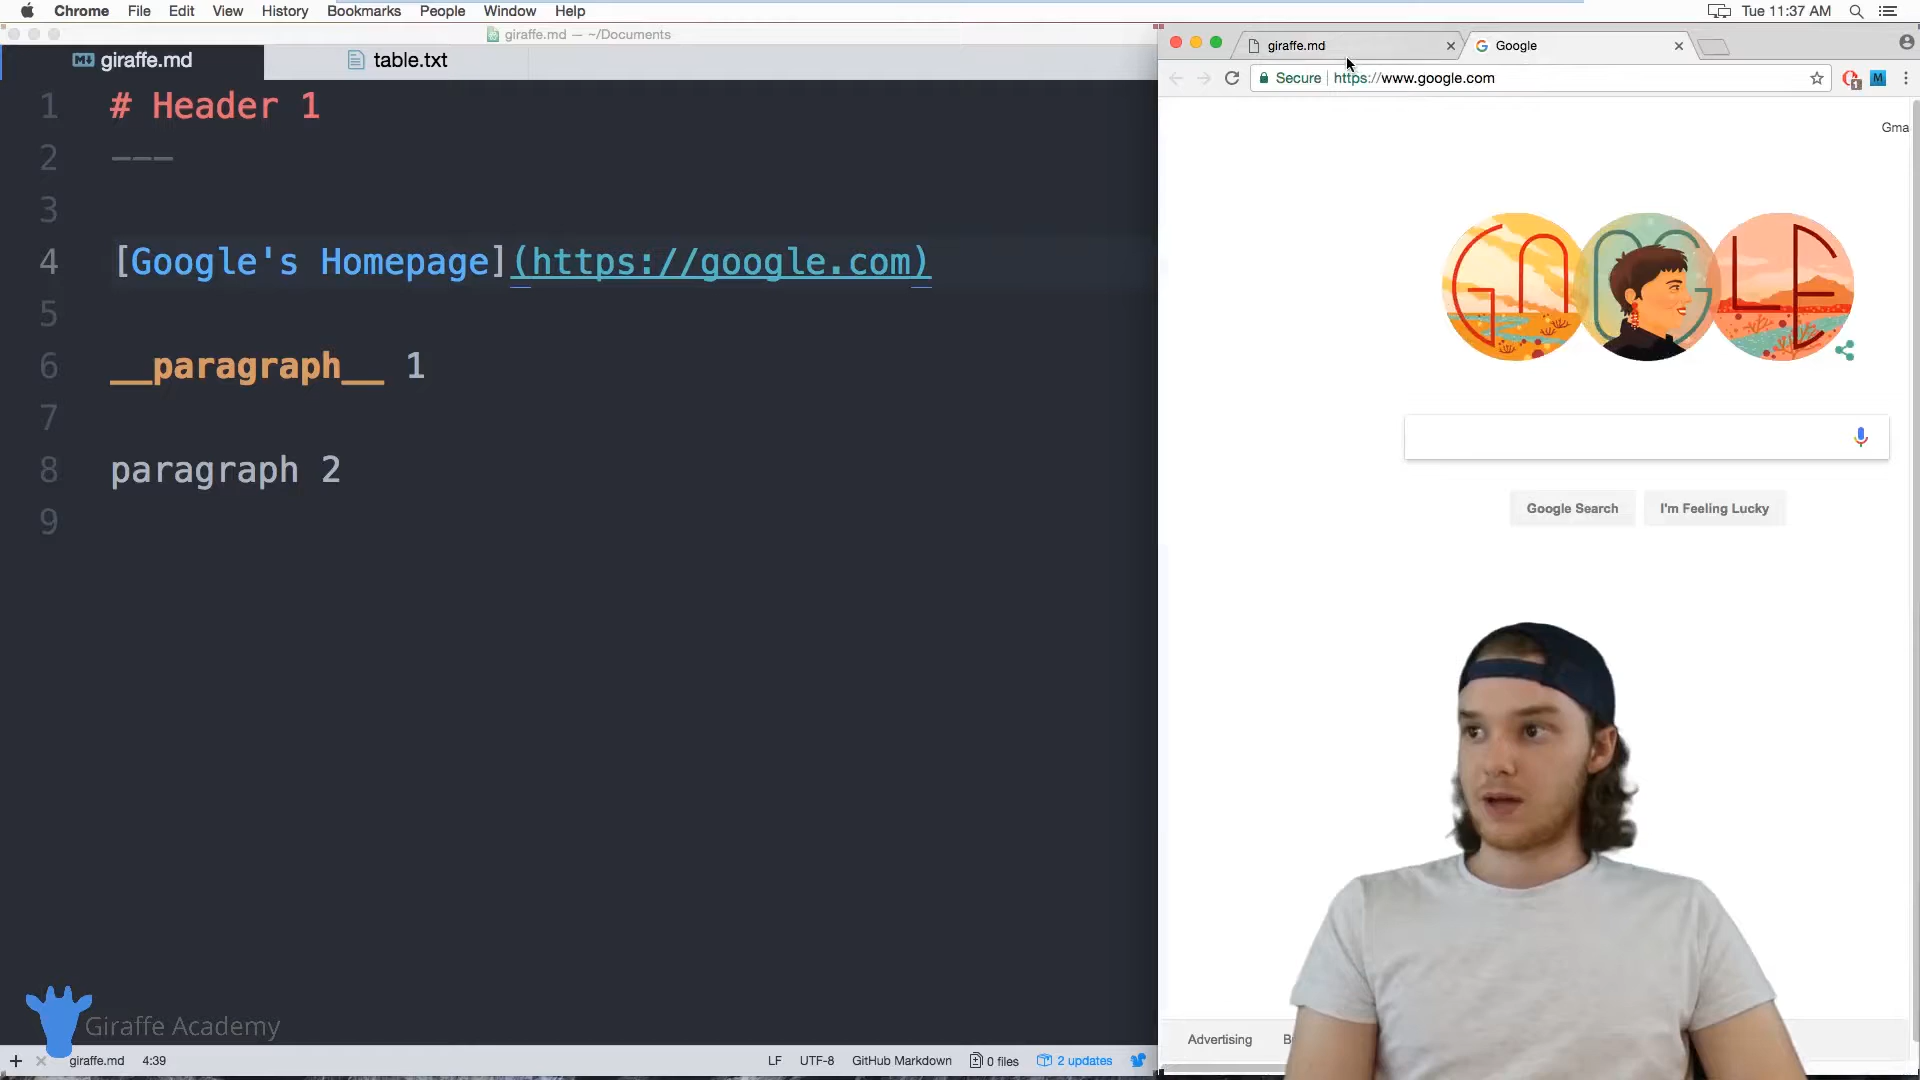 Chrome File Edit View History Bookmarks People Window Help Tue 11:37 AM
giraffe.md — ~/Documents
giraffe.md table.txt
1 # Header 1
2 ---
3
4 [Google's Homepage](https://google.com)
5
6 __paragraph__ 1
7
8 paragraph 2
9
Giraffe Academy
giraffe.md 4:39 LF UTF-8 GitHub Markdown 0 files 2 updates
giraffe.md Google
Secure https://www.google.com
1
M
Gma
GOOGLE
Google Search I'm Feeling Lucky
Advertising B